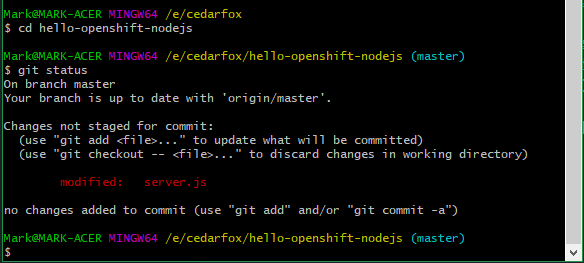 Mark@MARK-ACER MINGW64 /e/cedarfox
$ cd hello-openshift-nodejs
Mark@MARK-ACER MINGW64 /e/cedarfox/hello-openshift-nodejs (master)
$ git status
On branch master
Your branch is up to date with 'origin/master'.
Changes not staged for commit:
(use "git add <file>..." to update what will be committed)
(use "git checkout -- <file>..." to discard changes in working directory)
modified: server.js
no changes added to commit (use "git add" and/or "git commit -a")
Mark@MARK-ACER MINGW64 /e/cedarfox/hello-openshift-nodejs (master)
$